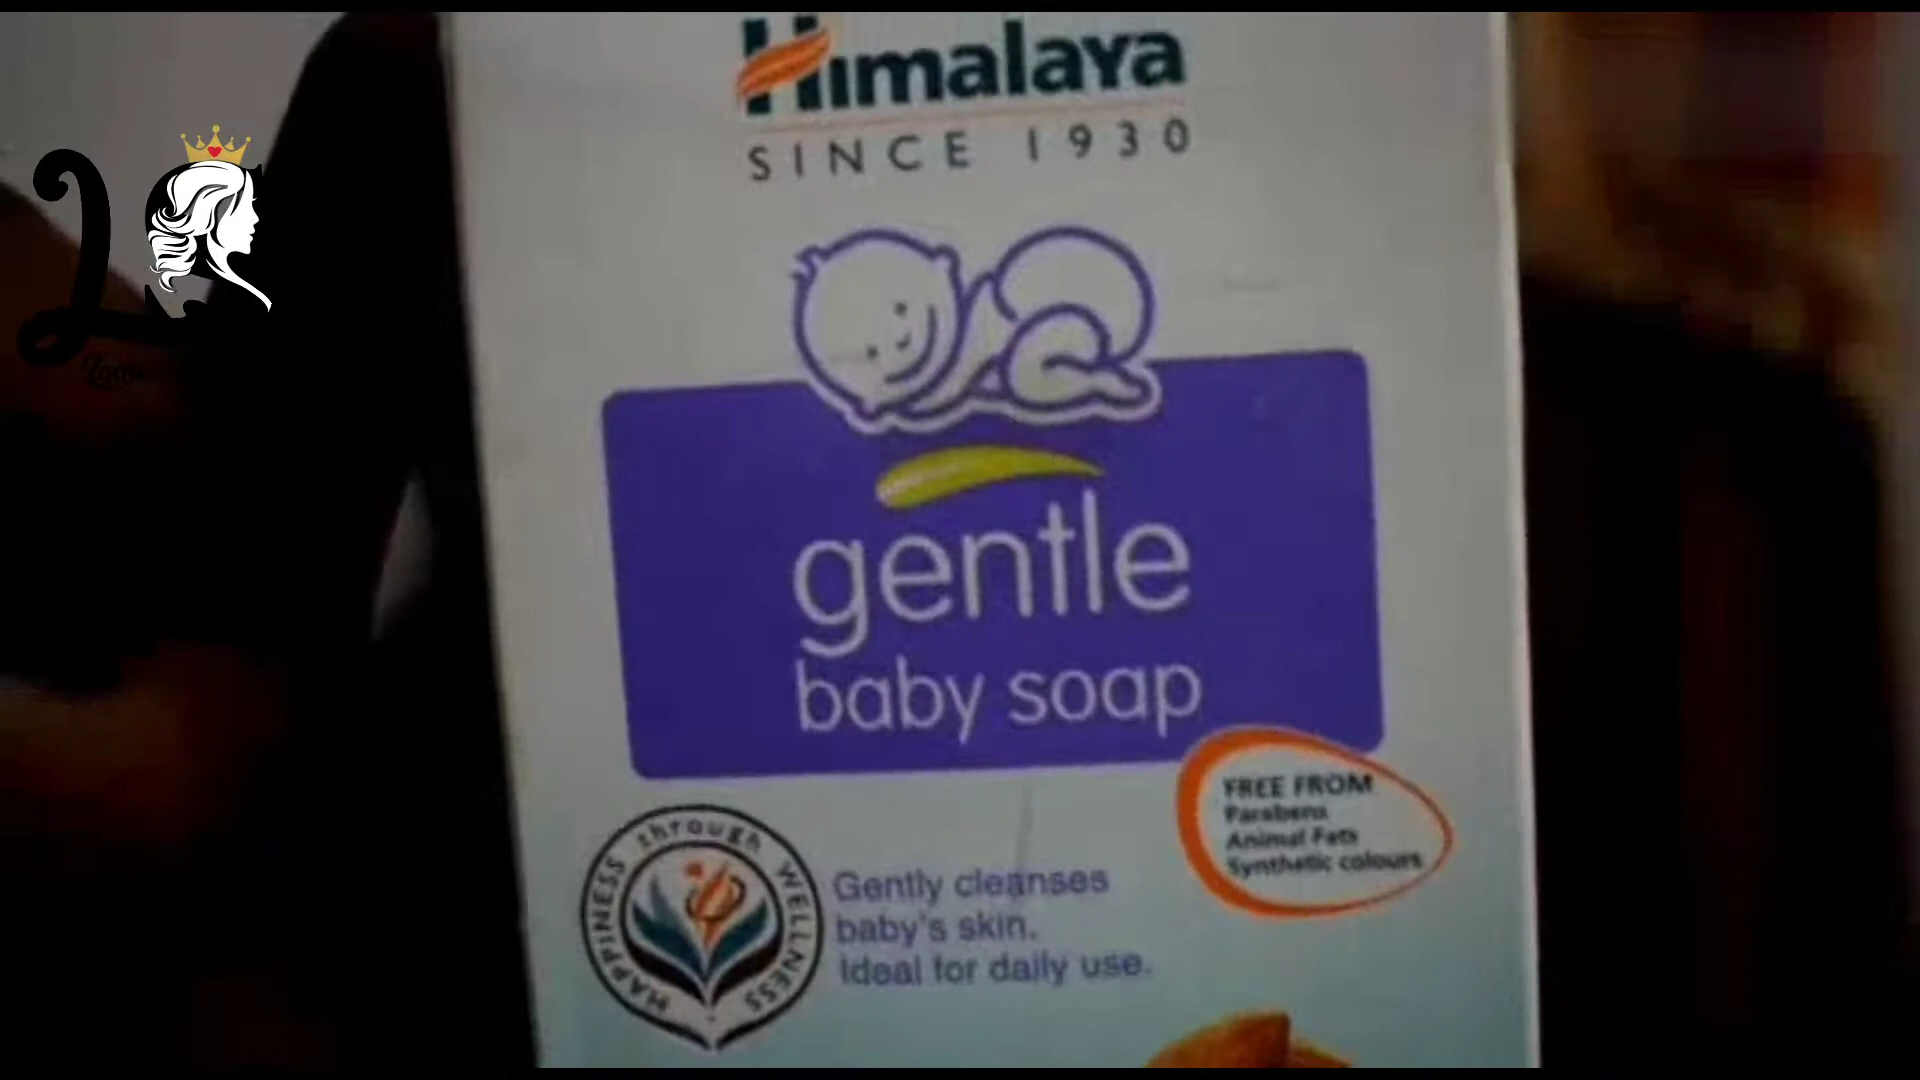 Himalaya
SINCE 1930
gentle
baby soap
FREE FROM
Parabens
Animal Fats
Synthetic colours
HAPPINESS through WELLNESS
Gently cleanses
baby's skin.
Ideal for daily use.